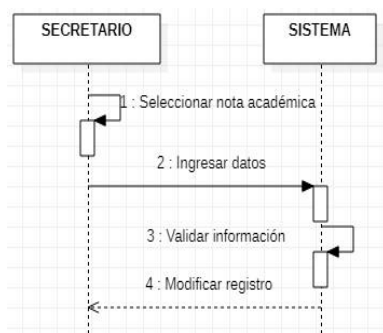 SECRETARIO
SISTEMA
1 : Seleccionar nota académica
2 : Ingresar datos
3 : Validar información
4 : Modificar registro